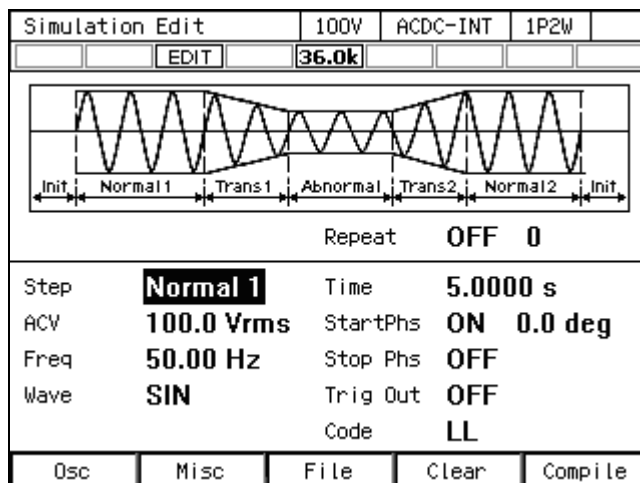 Simulation Edit 100V ACDC-INT 1P2W
EDIT 36.0k
Init Normal1 Trans1 Abnormal Trans2 Normal2 Init
Repeat OFF 0
Step Normal 1 Time 5.0000 s
ACV 100.0 Vrms StartPhs ON 0.0 deg
Freq 50.00 Hz Stop Phs OFF
Wave SIN Trig Out OFF
Code LL
Osc Misc File Clear Compile